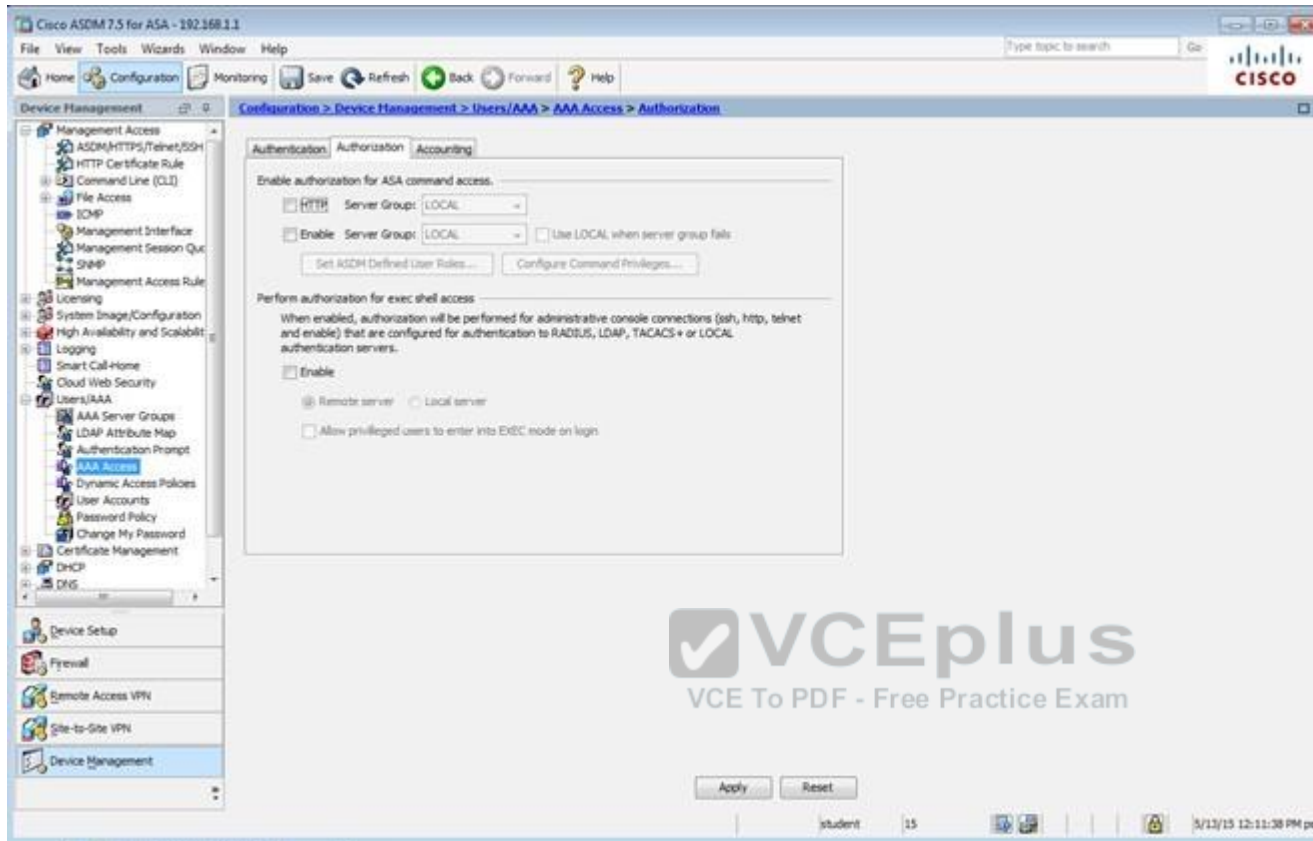 Cisco ASDM 7.5 for ASA - 192.168.1.1
File View Tools Wizards Window Help
Type topic to search
Go
CISCO
Home Configuration Monitoring Save Refresh Back Forward Help
Device Management
Configuration > Device Management > Users/AAA > AAA Access > Authorization
Management Access
ASDM/HTTPS/Telnet/SSH
HTTP Certificate Rule
Command Line (CLI)
File Access
ICMP
Management Interface
Management Session Quo
SNMP
Management Access Rule
Licensing
System Image/Configuration
High Availability and Scalabilit
Logging
Smart Call-Home
Cloud Web Security
Users/AAA
AAA Server Groups
LDAP Attribute Map
Authentication Prompt
AAA Access
Dynamic Access Policies
User Accounts
Password Policy
Change My Password
Certificate Management
DHCP
DNS
Device Setup
Firewall
Remote Access VPN
Site-to-Site VPN
Device Management
Authentication Authorization Accounting
Enable authorization for ASA command access.
HTTP Server Group: LOCAL
Enable Server Group: LOCAL Use LOCAL when server group fails
Set ASDM Defined User Roles... Configure Command Privileges...
Perform authorization for exec shell access
When enabled, authorization will be performed for administrative console connections (ssh, http, telnet
and enable) that are configured for authentication to RADIUS, LDAP, TACACS+ or LOCAL
authentication servers.
Enable
Remote server Local server
Allow privileged users to enter into EXEC mode on login
VCEplus
VCE To PDF - Free Practice Exam
Apply Reset
student 15 5/13/15 12:11:38 PM